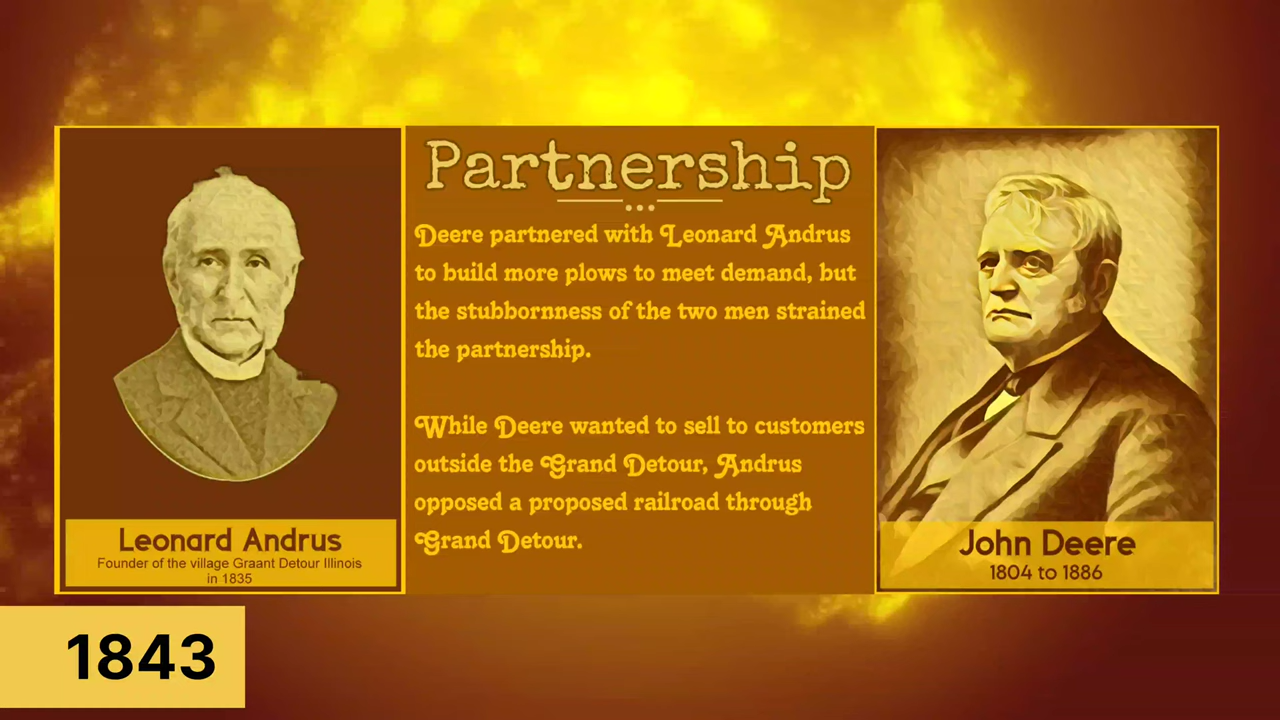 Partnership
Deere partnered with Leonard Andrus
to build more plows to meet demand, but
the stubbornness of the two men strained
the partnership.
While Deere wanted to sell to customers
outside the Grand Detour, Andrus
opposed a proposed railroad through
Grand Detour.
Leonard Andrus
Founder of the village Graant Detour Illinois
in 1835
John Deere
1804 to 1886
1843